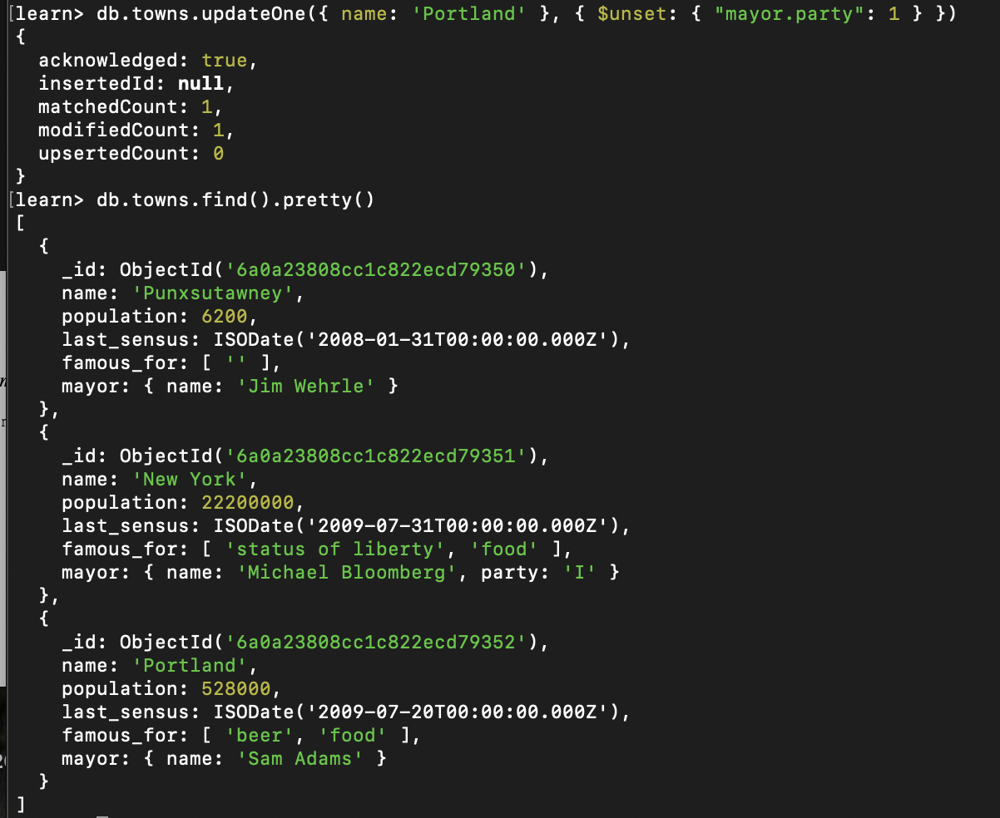 [learn> db.towns.updateOne({ name: 'Portland' }, { $unset: { "mayor.party": 1 } })
{
  acknowledged: true,
  insertedId: null,
  matchedCount: 1,
  modifiedCount: 1,
  upsertedCount: 0
}
[learn> db.towns.find().pretty()
[
  {
    _id: ObjectId('6a0a23808cc1c822ecd79350'),
    name: 'Punxsutawney',
    population: 6200,
    last_sensus: ISODate('2008-01-31T00:00:00.000Z'),
    famous_for: [ '' ],
    mayor: { name: 'Jim Wehrle' }
  },
  {
    _id: ObjectId('6a0a23808cc1c822ecd79351'),
    name: 'New York',
    population: 22200000,
    last_sensus: ISODate('2009-07-31T00:00:00.000Z'),
    famous_for: [ 'status of liberty', 'food' ],
    mayor: { name: 'Michael Bloomberg', party: 'I' }
  },
  {
    _id: ObjectId('6a0a23808cc1c822ecd79352'),
    name: 'Portland',
    population: 528000,
    last_sensus: ISODate('2009-07-20T00:00:00.000Z'),
    famous_for: [ 'beer', 'food' ],
    mayor: { name: 'Sam Adams' }
  }
]